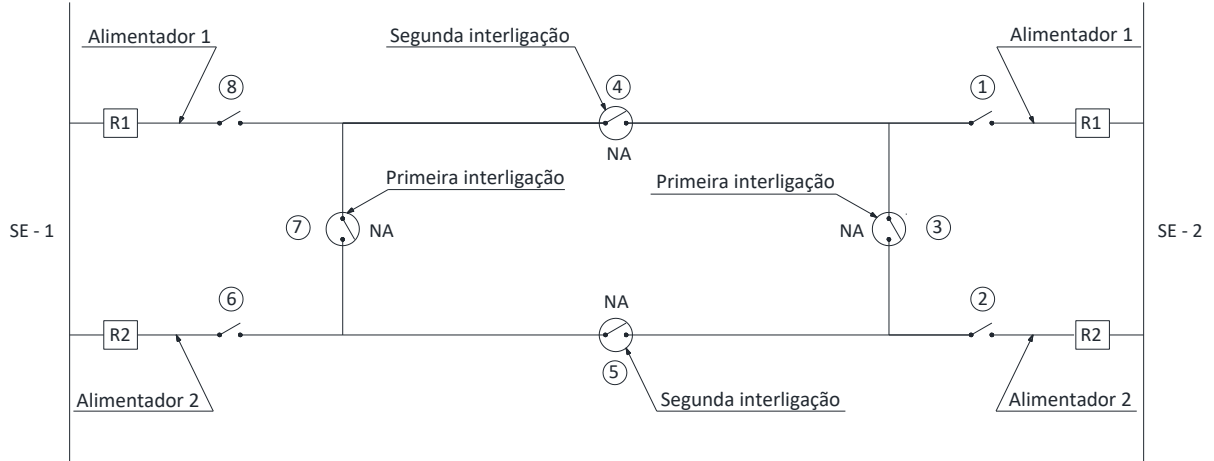 Alimentador 1
Segunda interligação
Alimentador 1
8
4
1
R1
R1
NA
Primeira interligação
Primeira interligação
SE - 1
7
NA
NA
3
SE - 2
6
NA
2
R2
R2
5
Alimentador 2
Segunda interligação
Alimentador 2